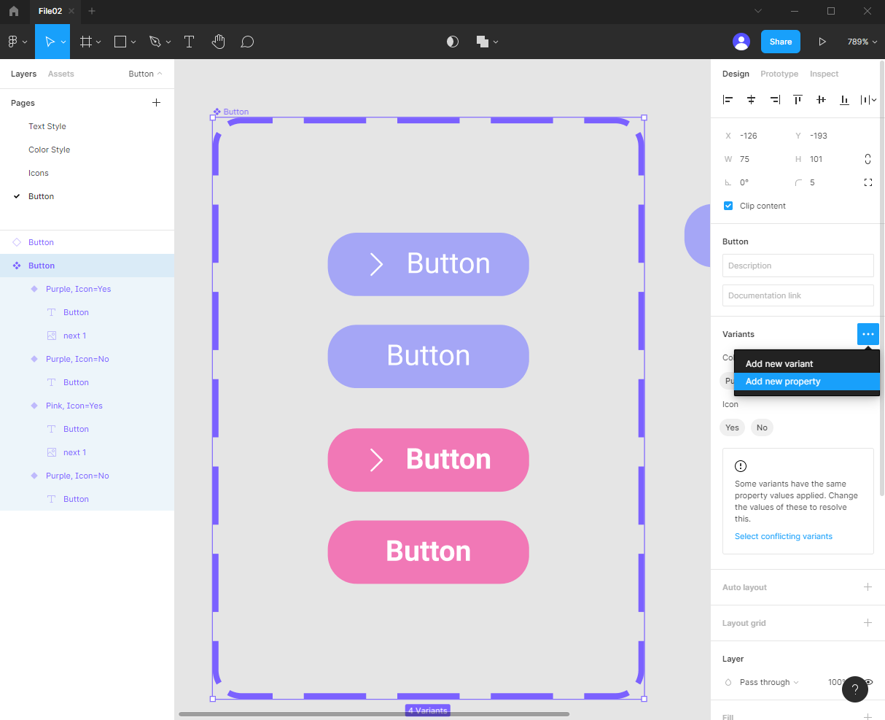 File02
Share
789%
Layers
Assets
Button
Design
Prototype
Inspect
Pages
Text Style
Color Style
Icons
Button
Button
Button
Purple, Icon=Yes
Button
next 1
Purple, Icon=No
Button
Pink, Icon=Yes
Button
next 1
Purple, Icon=No
Button
Button
Button
Button
Button
Button
4 Variants
X -126 Y -193
W 75 H 101
0° 5
Clip content
Button
Description
Documentation link
Variants
Add new variant
Add new property
Icon
Yes No
Some variants have the same
property values applied. Change
the values of these to resolve
this.
Select conflicting variants
Auto layout
Layout grid
Layer
Pass through
?
Fill